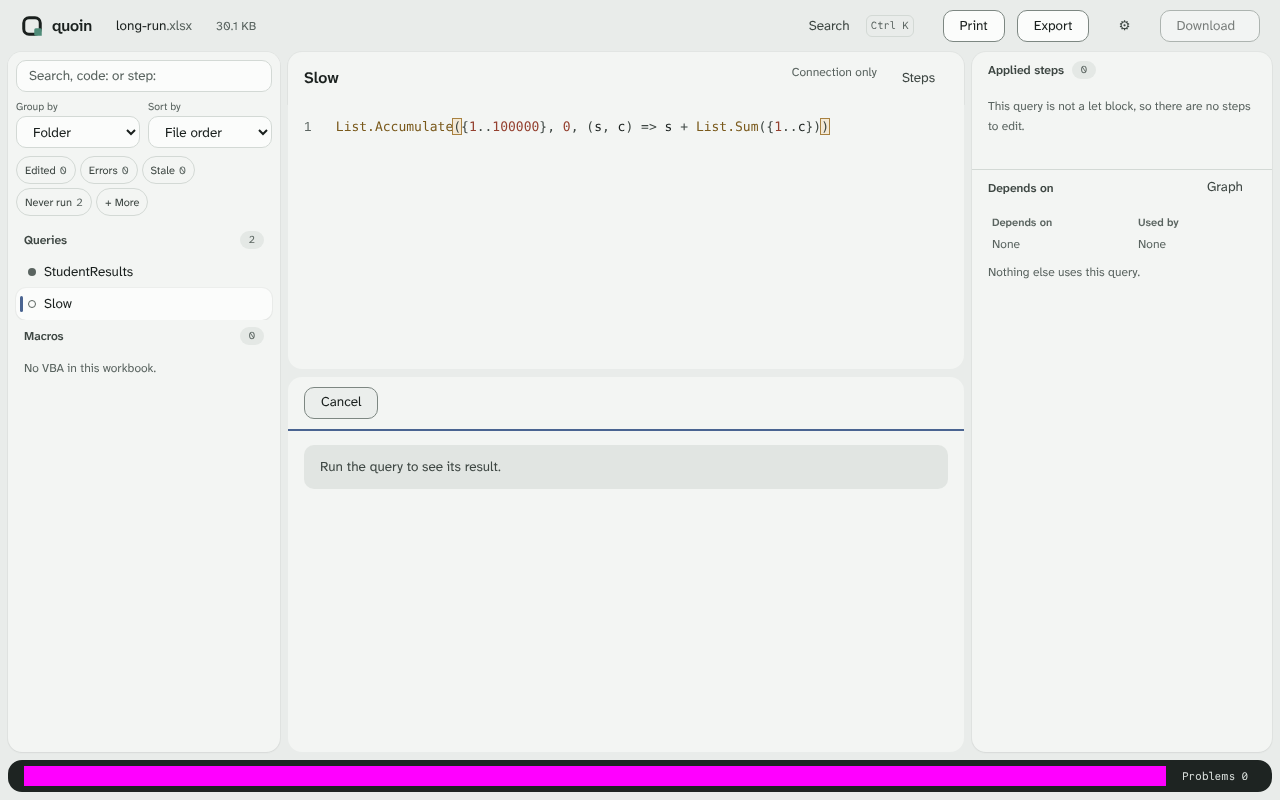 quoin
long-run.xlsx
30.1 KB
Search
Ctrl K
Print
Export
Download
Search, code: or step:
Group by
Sort by
Folder
File order
Edited 0
Errors 0
Stale 0
Never run 2
+ More
Queries
2
StudentResults
Slow
Macros
0
No VBA in this workbook.
Slow
Connection only
Steps
1
List.Accumulate({1..100000}, 0, (s, c) => s + List.Sum({1..c}))
Cancel
Run the query to see its result.
Applied steps
0
This query is not a let block, so there are no steps
to edit.
Depends on
Graph
Depends on
Used by
None
None
Nothing else uses this query.
Problems 0